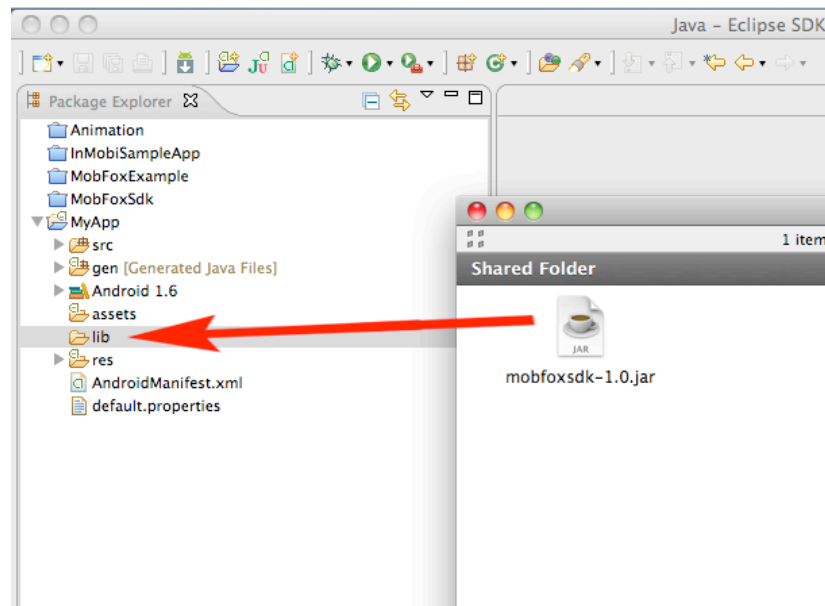 Java – Eclipse SDK
Package Explorer
Animation
InMobiSampleApp
MobFoxExample
MobFoxSdk
MyApp
src
gen [Generated Java Files]
Android 1.6
assets
lib
res
AndroidManifest.xml
default.properties
1 item
Shared Folder
JAR
mobfoxsdk-1.0.jar